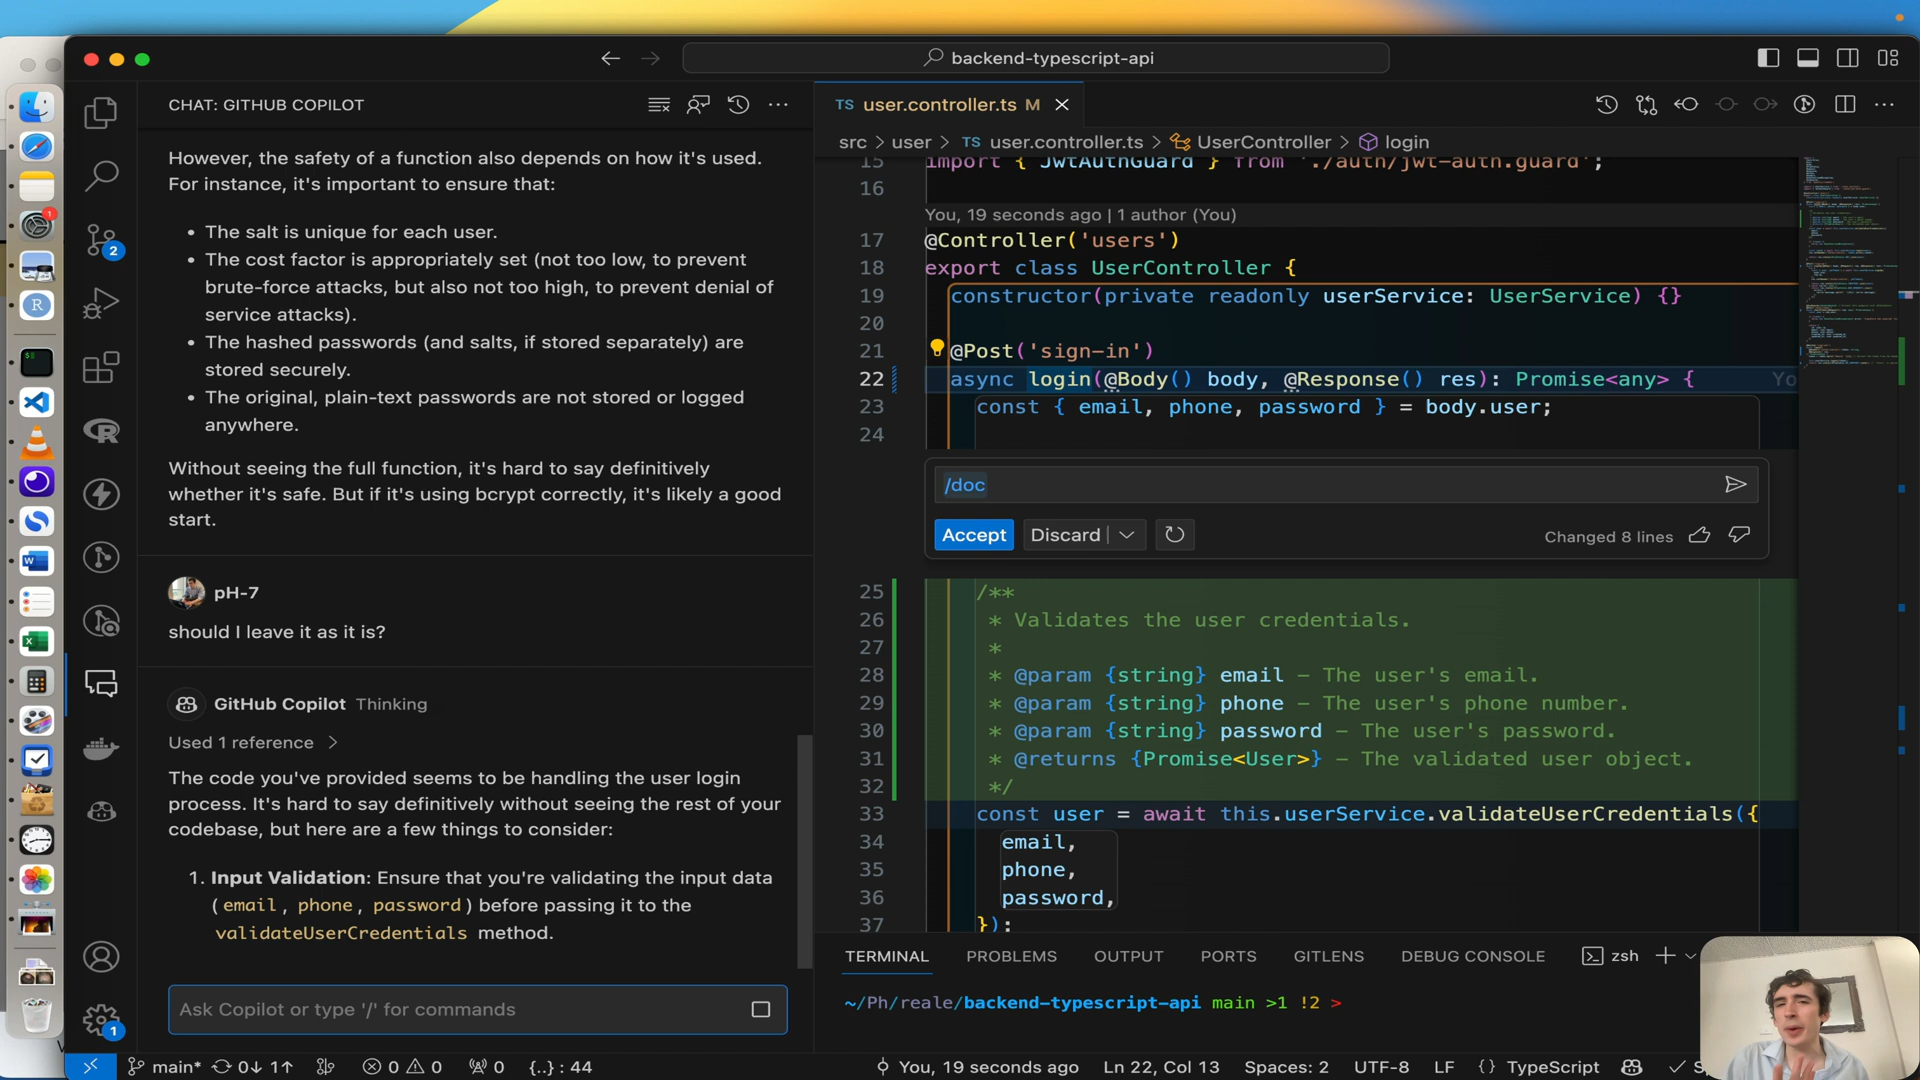 backend-typescript-api
CHAT: GITHUB COPILOT
However, the safety of a function also depends on how it's used.
For instance, it's important to ensure that:
• The salt is unique for each user.
• The cost factor is appropriately set (not too low, to prevent
brute-force attacks, but also not too high, to prevent denial of
service attacks).
• The hashed passwords (and salts, if stored separately) are
stored securely.
• The original, plain-text passwords are not stored or logged
anywhere.
Without seeing the full function, it's hard to say definitively
whether it's safe. But if it's using bcrypt correctly, it's likely a good
start.
pH-7
should I leave it as it is?
GitHub Copilot Thinking
Used 1 reference >
The code you've provided seems to be handling the user login
process. It's hard to say definitively without seeing the rest of your
codebase, but here are a few things to consider:
1. Input Validation: Ensure that you're validating the input data
( email , phone , password ) before passing it to the
validateUserCredentials method.
Ask Copilot or type '/' for commands
TS user.controller.ts M
src > user > TS user.controller.ts > UserController > login
15 import { JwtAuthGuard } from './auth/jwt-auth.guard';
16
You, 19 seconds ago | 1 author (You)
17 @Controller('users')
18 export class UserController {
19 constructor(private readonly userService: UserService) {}
20
21 @Post('sign-in')
22 async login(@Body() body, @Response() res): Promise<any> { Yo
23 const { email, phone, password } = body.user;
24
/doc
Accept Discard Changed 8 lines
25 /**
26 * Validates the user credentials.
27 *
28 * @param {string} email – The user's email.
29 * @param {string} phone – The user's phone number.
30 * @param {string} password – The user's password.
31 * @returns {Promise<User>} – The validated user object.
32 */
33 const user = await this.userService.validateUserCredentials({
34 email,
35 phone,
36 password,
37 });
TERMINAL PROBLEMS OUTPUT PORTS GITLENS DEBUG CONSOLE zsh
~/Ph/reale/backend-typescript-api main >1 !2 >
2
1
1
main* 0↓ 1↑ 0 0 0 {..} : 44
You, 19 seconds ago Ln 22, Col 13 Spaces: 2 UTF-8 LF {} TypeScript